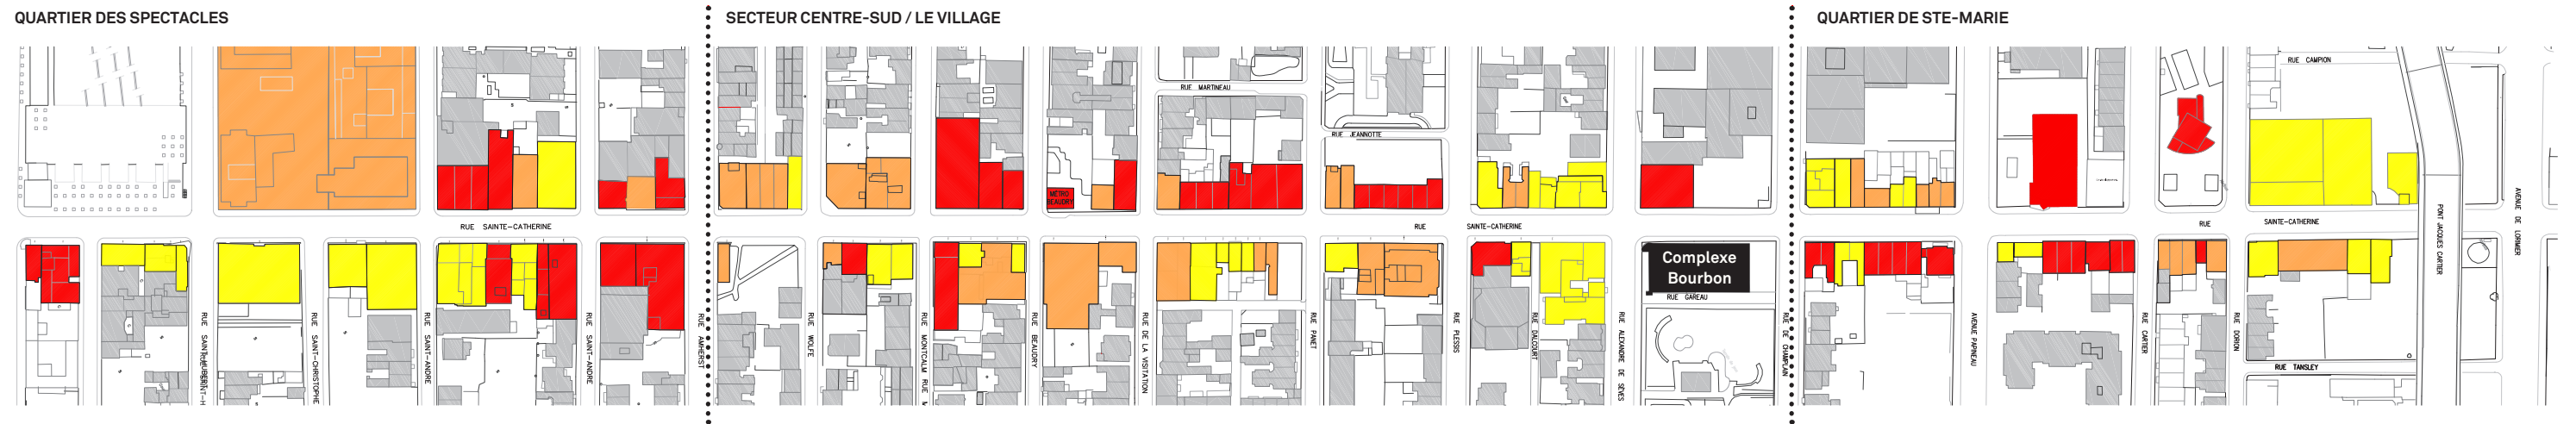 QUARTIER DES SPECTACLES
SECTEUR CENTRE-SUD / LE VILLAGE
QUARTIER DE STE-MARIE
RUE CAMPION
RUE MARTINEAU
RUE JEANNOTTE
MÉTRO
BEAUDRY
RUE SAINTE-CATHERINE
RUE SAINTE-CATHERINE
RUE SAINTE-CATHERINE
AVENUE DE LORIMIER
PONT JACQUES CARTIER
Complexe
Bourbon
RUE GAREAU
RUE SAINT-CHRISTOPHE
RUE SAINT-ANDRÉ
RUE SAINT-ANDRÉ
RUE AMHERST
RUE WOLFE
RUE MONTCALM
RUE BEAUDRY
RUE DE LA VISITATION
RUE PANET
RUE PLESSIS
RUE DALCOURT
RUE ALEXANDRE DE SÈVES
RUE DE CHAMPLAIN
AVENUE PAPINEAU
RUE CARTIER
RUE DORION
RUE TANSLEY